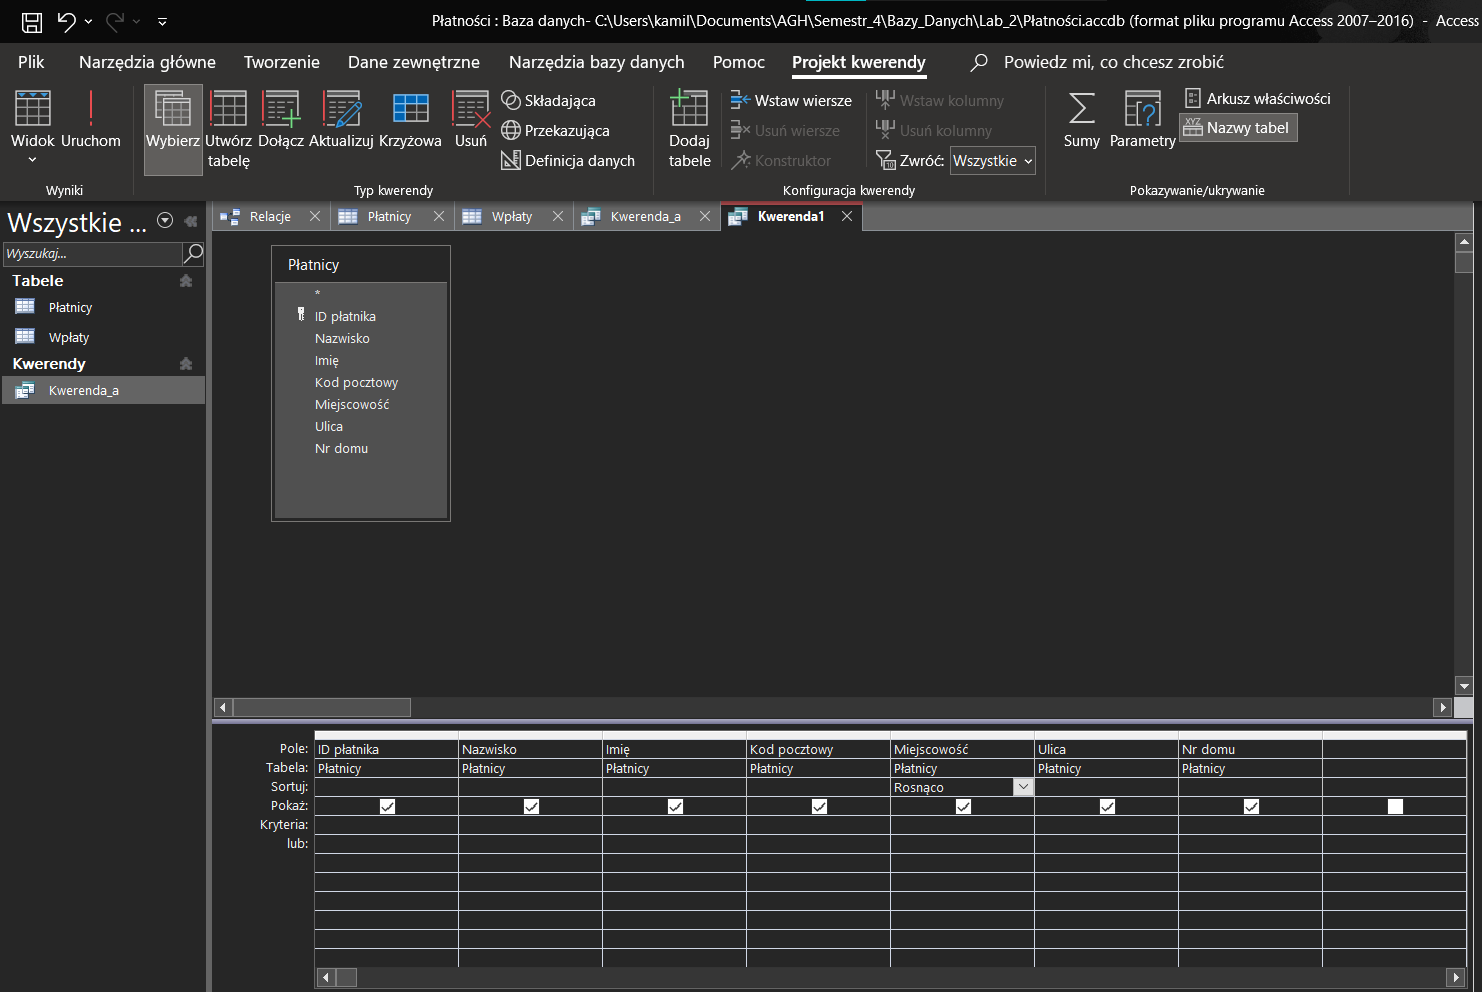 Płatności : Baza danych- C:\Users\kamil\Documents\AGH\Semestr_4\Bazy_Danych\Lab_2\Płatności.accdb (format pliku programu Access 2007–2016) - Access
Plik Narzędzia główne Tworzenie Dane zewnętrzne Narzędzia bazy danych Pomoc Projekt kwerendy Powiedz mi, co chcesz zrobić
Widok
Uruchom
Wyniki
Wybierz
Utwórz tabelę
Dołącz
Aktualizuj
Krzyżowa
Usuń
Składająca
Przekazująca
Definicja danych
Typ kwerendy
Dodaj tabele
Wstaw wiersze
Usuń wiersze
Konstruktor
Wstaw kolumny
Usuń kolumny
Zwróć: Wszystkie
Konfiguracja kwerendy
Sumy
Parametry
Arkusz właściwości
XYZ Nazwy tabel
Pokazywanie/ukrywanie
Wszystkie ...
Wyszukaj...
Tabele
Płatnicy
Wpłaty
Kwerendy
Kwerenda_a
Relacje Płatnicy Wpłaty Kwerenda_a Kwerenda1
Płatnicy
*
ID płatnika
Nazwisko
Imię
Kod pocztowy
Miejscowość
Ulica
Nr domu
Pole: ID płatnika Nazwisko Imię Kod pocztowy Miejscowość Ulica Nr domu
Tabela: Płatnicy Płatnicy Płatnicy Płatnicy Płatnicy Płatnicy Płatnicy
Sortuj: Rosnąco
Pokaż:
Kryteria:
lub: